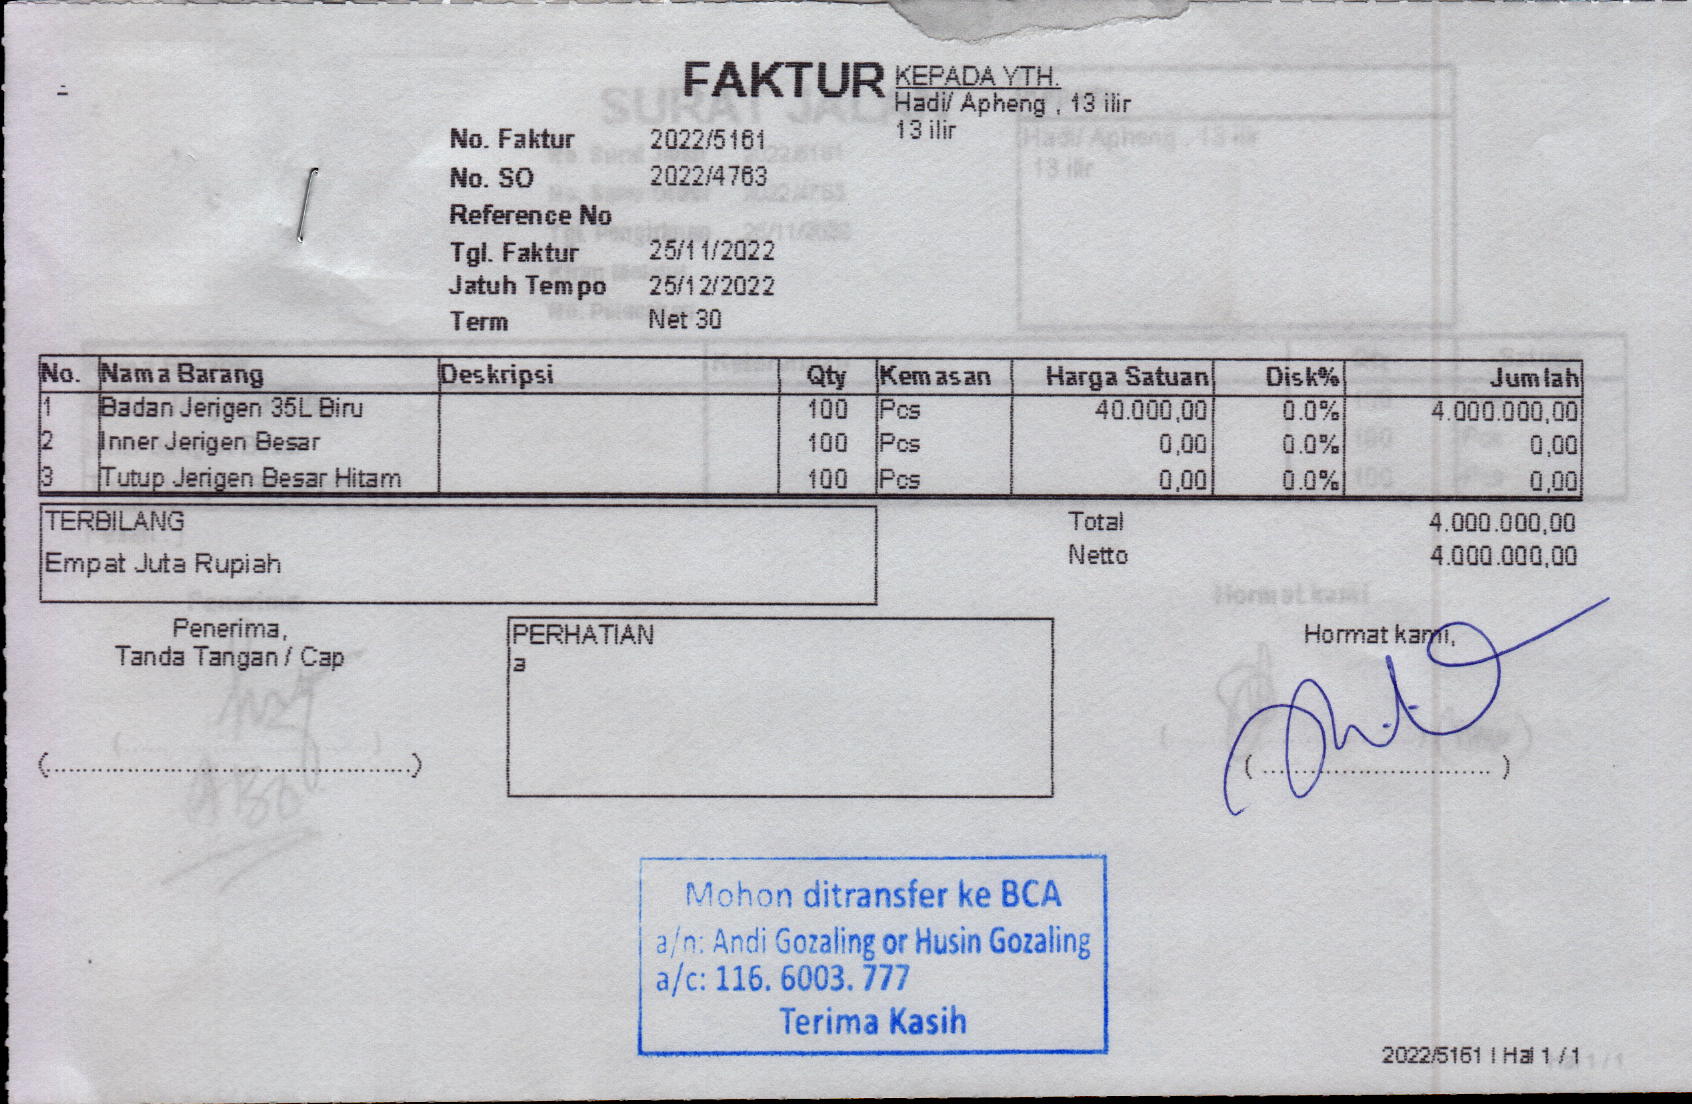 FAKTUR
KEPADA YTH.
Hadi/ Apheng , 13 ilir
13 ilir
No. Faktur 2022/5161
No. SO 2022/4763
Reference No
Tgl. Faktur 25/11/2022
Jatuh Tempo 25/12/2022
Term Net 30
No. Nama Barang Deskripsi Qty Kemasan Harga Satuan Disk% Jumlah
1 Badan Jerigen 35L Biru 100 Pcs 40.000,00 0.0% 4.000.000,00
2 Inner Jerigen Besar 100 Pcs 0,00 0.0% 0,00
3 Tutup Jerigen Besar Hitam 100 Pcs 0,00 0.0% 0,00
TERBILANG
Empat Juta Rupiah
Total 4.000.000,00
Netto 4.000.000,00
Penerima,
Tanda Tangan / Cap
(..........................................)
PERHATIAN
a
Hormat kami,
( ............................ )
Mohon ditransfer ke BCA
a/n: Andi Gozaling or Husin Gozaling
a/c: 116. 6003. 777
Terima Kasih
2022/5161 I Hal 1 / 1